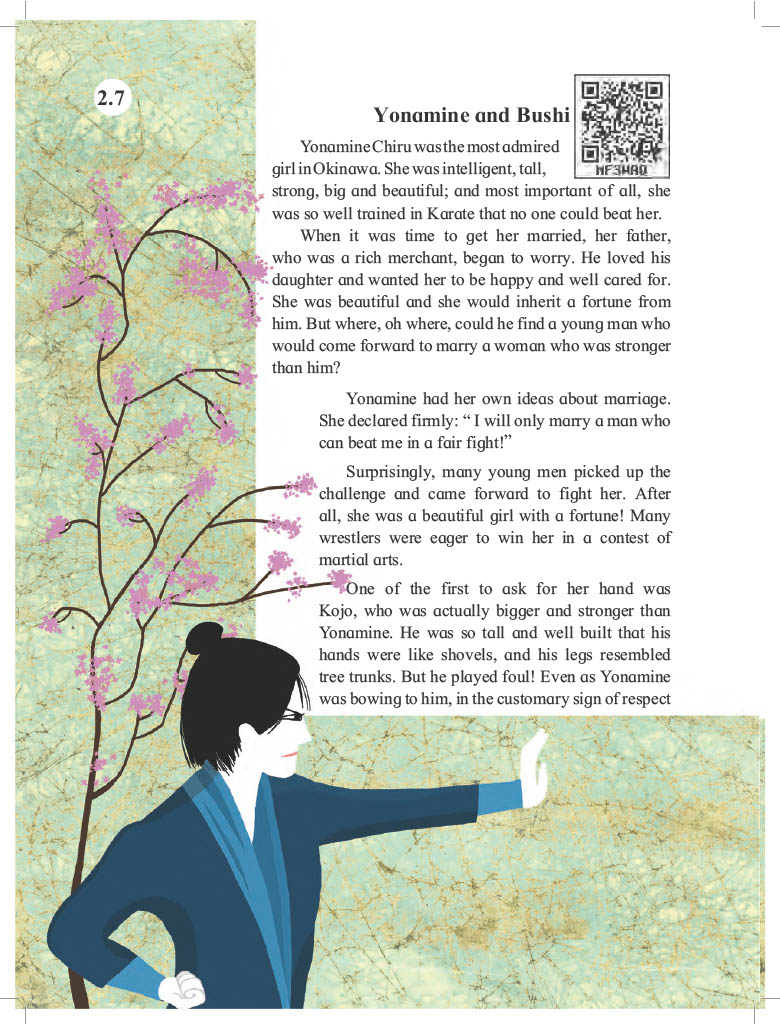 2.7
Yonamine and Bushi
Yonamine Chiru was the most admired
girl in Okinawa. She was intelligent, tall,
strong, big and beautiful; and most important of all, she
was so well trained in Karate that no one could beat her.
When it was time to get her married, her father,
who was a rich merchant, began to worry. He loved his
daughter and wanted her to be happy and well cared for.
She was beautiful and she would inherit a fortune from
him. But where, oh where, could he find a young man who
would come forward to marry a woman who was stronger
than him?
Yonamine had her own ideas about marriage.
She declared firmly: “ I will only marry a man who
can beat me in a fair fight!”
Surprisingly, many young men picked up the
challenge and came forward to fight her. After
all, she was a beautiful girl with a fortune! Many
wrestlers were eager to win her in a contest of
martial arts.
One of the first to ask for her hand was
Kojo, who was actually bigger and stronger than
Yonamine. He was so tall and well built that his
hands were like shovels, and his legs resembled
tree trunks. But he played foul! Even as Yonamine
was bowing to him, in the customary sign of respect